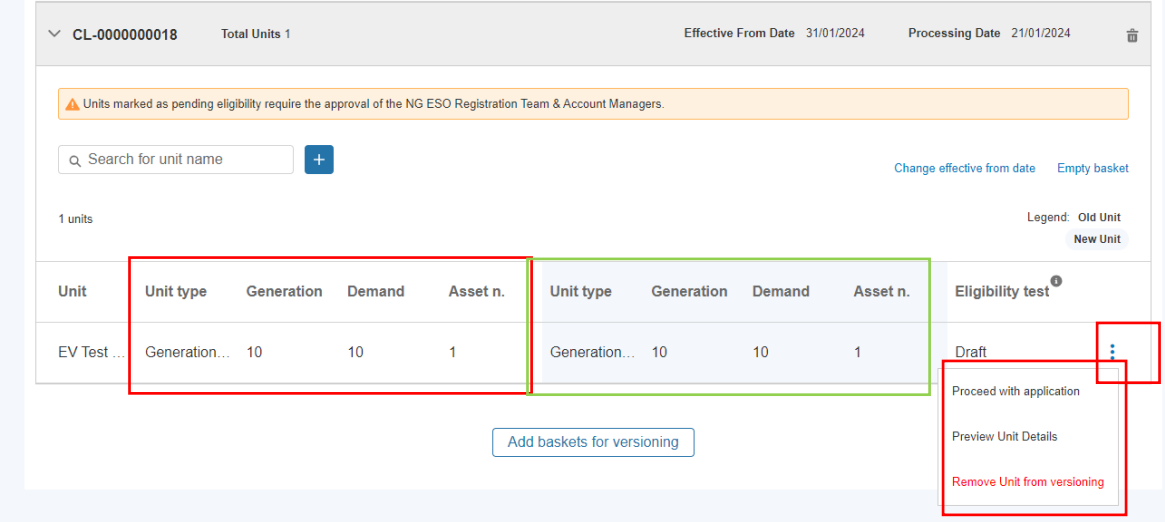 CL-0000000018 Total Units 1 Effective From Date 31/01/2024 Processing Date 21/01/2024
Units marked as pending eligibility require the approval of the NG ESO Registration Team & Account Managers.
Search for unit name +
Change effective from date Empty basket
1 units
Legend: Old Unit
New Unit
Unit Unit type Generation Demand Asset n. Unit type Generation Demand Asset n. Eligibility test
EV Test ... Generation... 10 10 1 Generation... 10 10 1 Draft
Proceed with application
Preview Unit Details
Remove Unit from versioning
Add baskets for versioning